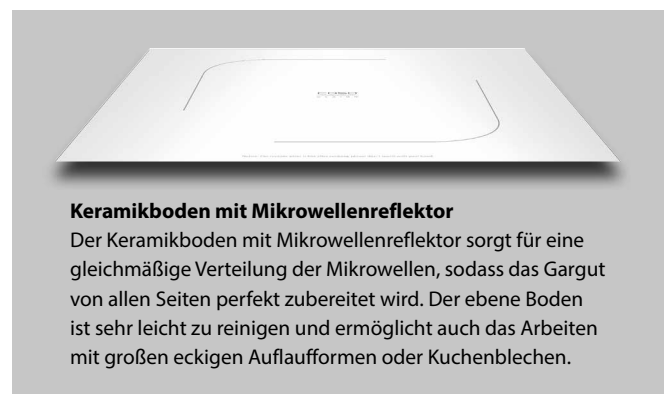 Keramikboden mit Mikrowellenreflektor
Der Keramikboden mit Mikrowellenreflektor sorgt für eine
gleichmäßige Verteilung der Mikrowellen, sodass das Gargut
von allen Seiten perfekt zubereitet wird. Der ebene Boden
ist sehr leicht zu reinigen und ermöglicht auch das Arbeiten
mit großen eckigen Auflaufformen oder Kuchenblechen.